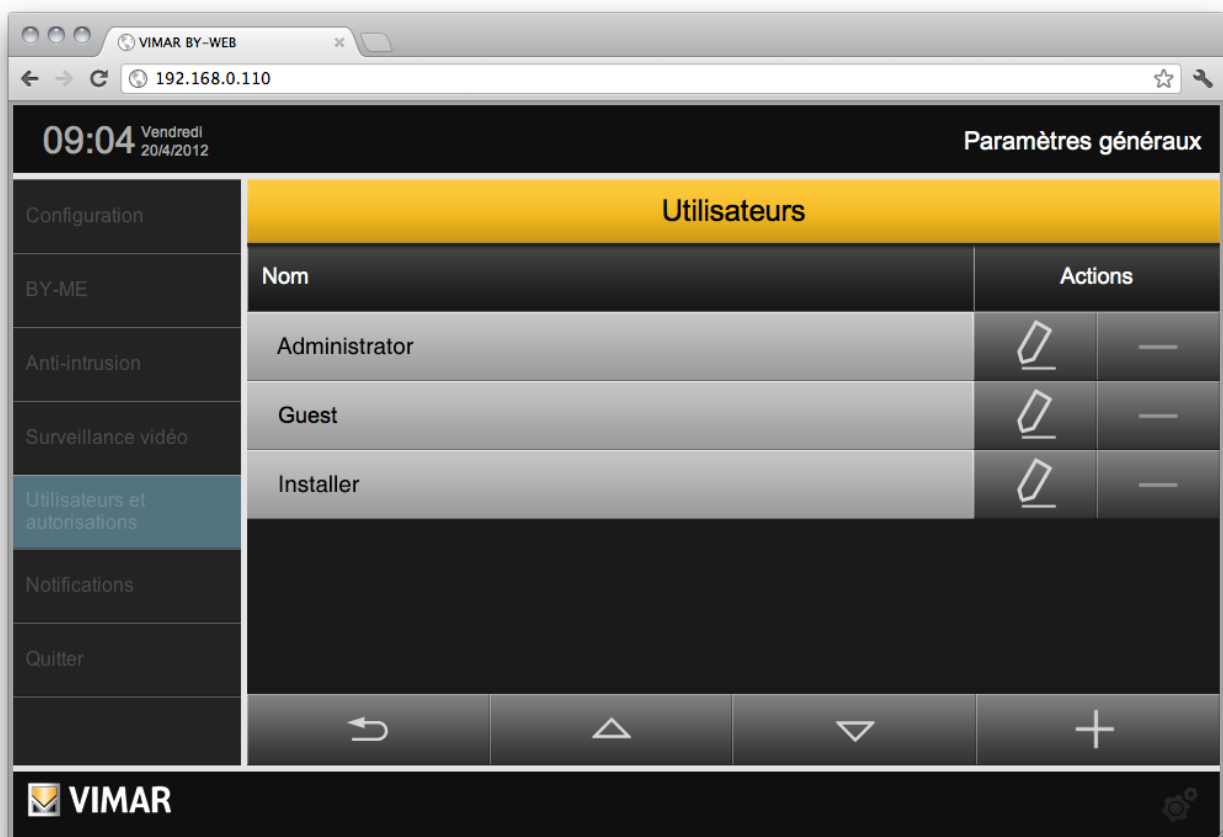 VIMAR BY-WEB
192.168.0.110
09:04 Vendredi
20/4/2012
Paramètres généraux
Configuration
BY-ME
Anti-intrusion
Surveillance vidéo
Utilisateurs et
autorisations
Notifications
Quitter
Utilisateurs
Nom Actions
Administrator
Guest
Installer
VIMAR